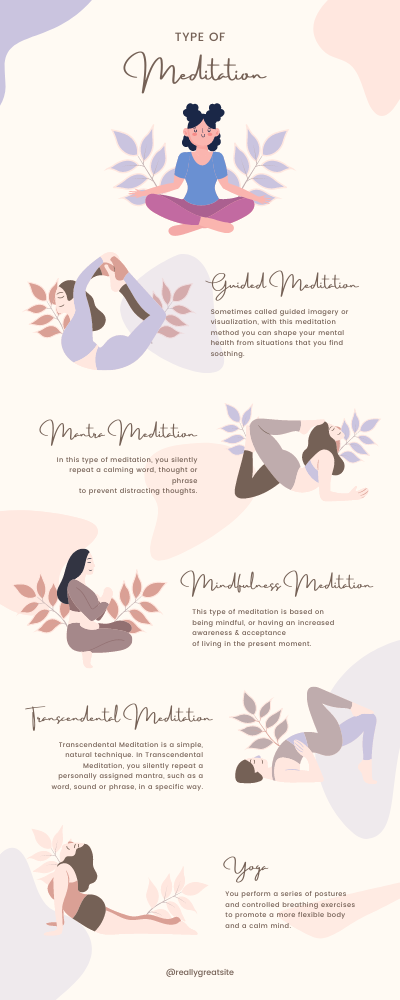 TYPE OF
Meditation
Guided Meditation
Sometimes called guided imagery or
visualization, with this meditation
method you can shape your mental
health from situations that you find
soothing.
Mantra Meditation
In this type of meditation, you silently
repeat a calming word, thought or
phrase
to prevent distracting thoughts.
Mindfulness Meditation
This type of meditation is based on
being mindful, or having an increased
awareness & acceptance
of living in the present moment.
Transcendental Meditation
Transcendental Meditation is a simple,
natural technique. In Transcendental
Meditation, you silently repeat a
personally assigned mantra, such as a
word, sound or phrase, in a specific way.
Yoga
You perform a series of postures
and controlled breathing exercises
to promote a more flexible body
and a calm mind.
@reallygreatsite